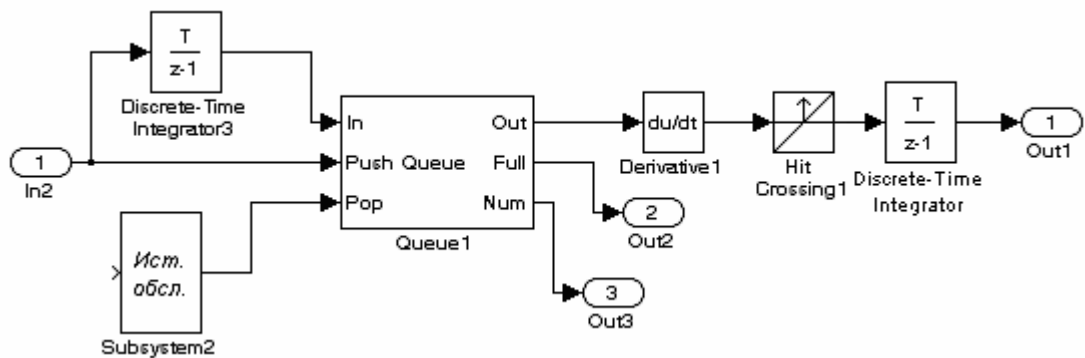 T
z-1
Discrete-Time
Integrator3
1
In2
In
Push Queue
Pop
Out
Full
Num
Queue1
Ист.
обсл.
Subsystem2
du/dt
Derivative1
Hit
Crossing1
T
z-1
Discrete-Time
Integrator
1
Out1
2
Out2
3
Out3